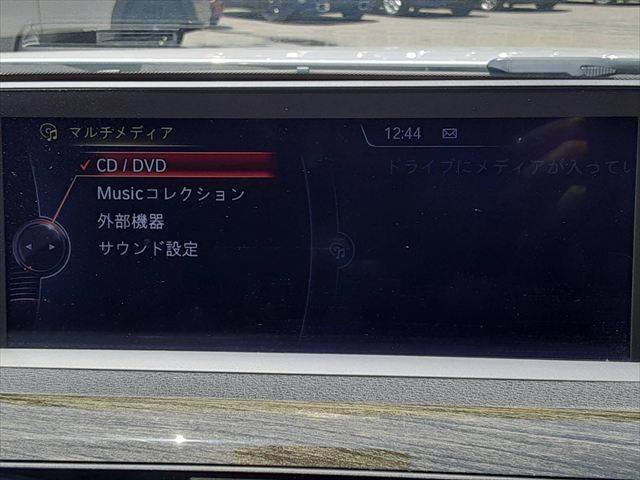 マルチメディア
12:44
CD / DVD
ドライブにメディアが入ってい
Musicコレクション
外部機器
サウンド設定